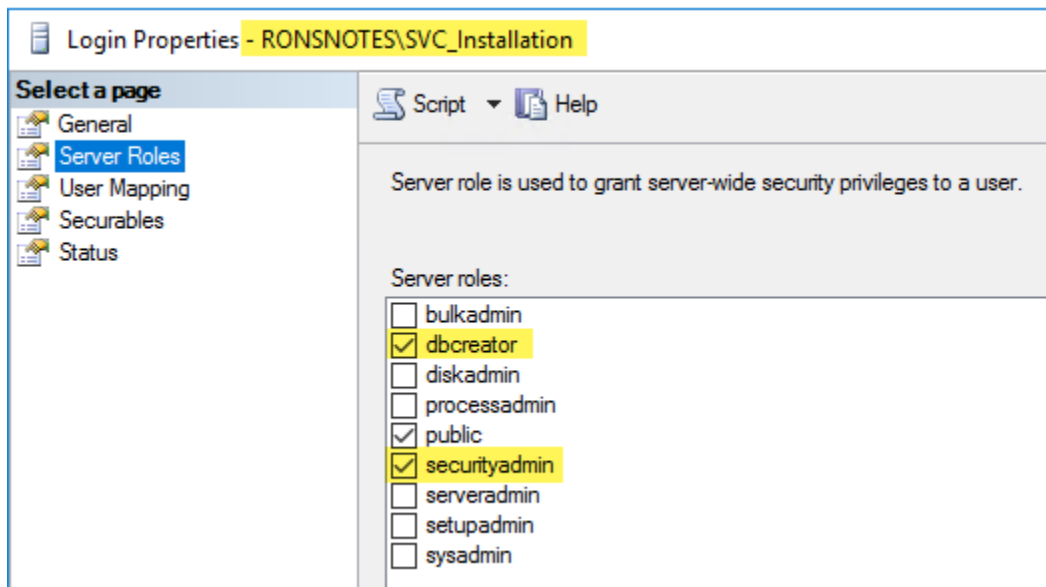 Login Properties - RONSNOTES\SVC_Installation
Select a page
General
Server Roles
User Mapping
Securables
Status
Script Help
Server role is used to grant server-wide security privileges to a user.
Server roles:
bulkadmin
dbcreator
diskadmin
processadmin
public
securityadmin
serveradmin
setupadmin
sysadmin